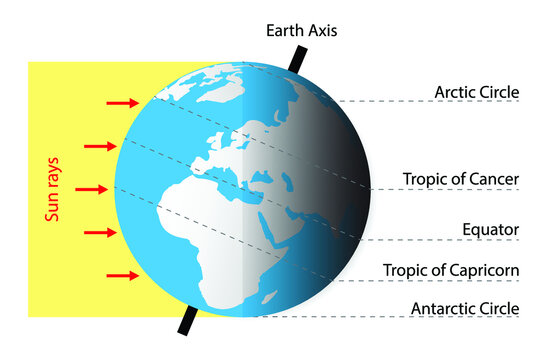 Earth Axis
Arctic Circle
Sun rays
Tropic of Cancer
Equator
Tropic of Capricorn
Antarctic Circle